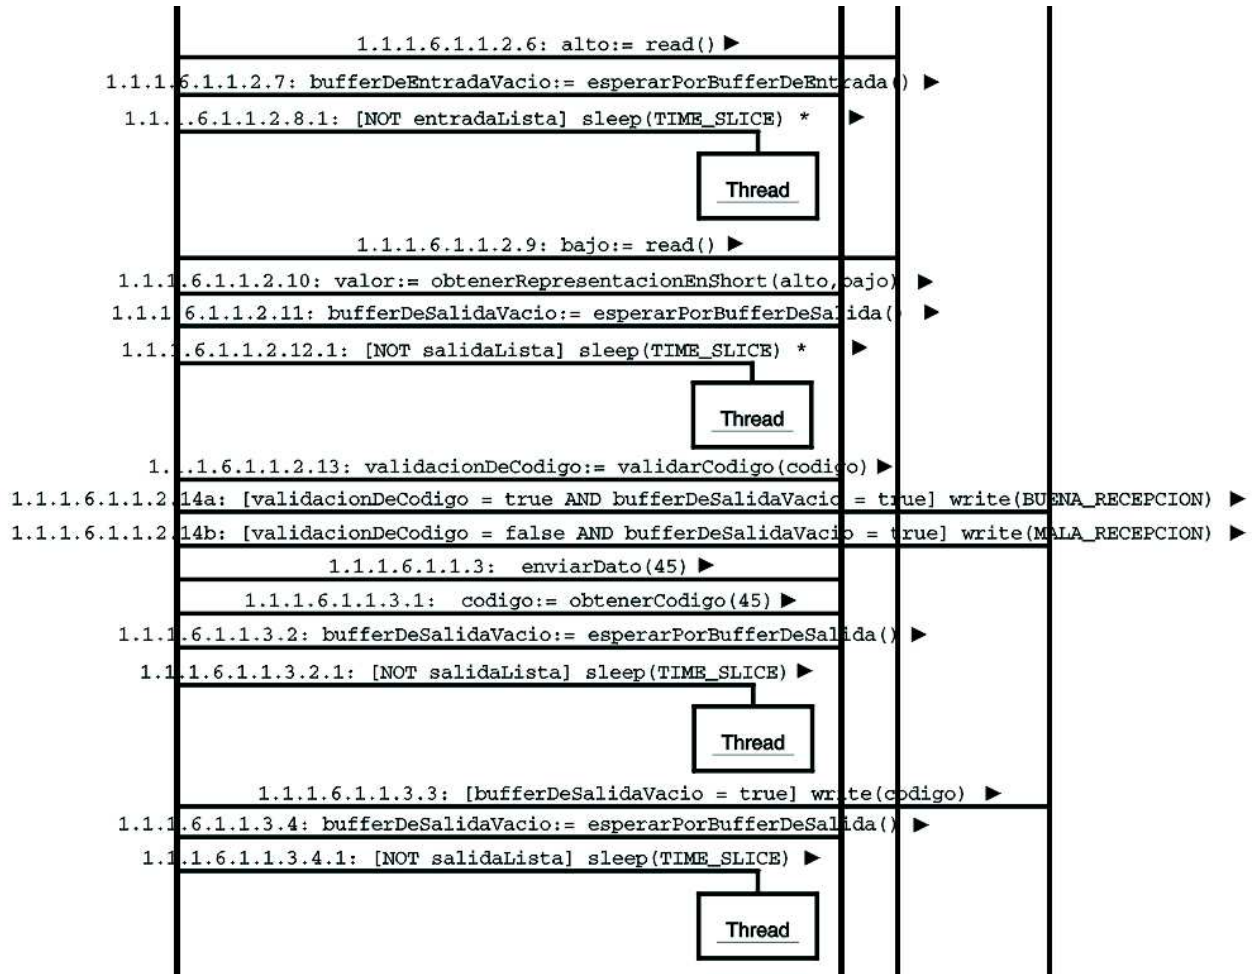 1.1.1.6.1.1.2.6: alto:= read()
1.1.1.6.1.1.2.7: bufferDeEntradaVacio:= esperarPorBufferDeEntrada()
1.1.1.6.1.1.2.8.1: [NOT entradaLista] sleep(TIME_SLICE) *
Thread
1.1.1.6.1.1.2.9: bajo:= read()
1.1.1.6.1.1.2.10: valor:= obtenerRepresentacionEnShort(alto,bajo)
1.1.1.6.1.1.2.11: bufferDeSalidaVacio:= esperarPorBufferDeSalida()
1.1.1.6.1.1.2.12.1: [NOT salidaLista] sleep(TIME_SLICE) *
Thread
1.1.1.6.1.1.2.13: validacionDeCodigo:= validarCodigo(codigo)
1.1.1.6.1.1.2.14a: [validacionDeCodigo = true AND bufferDeSalidaVacio = true] write(BUENA_RECEPCION)
1.1.1.6.1.1.2.14b: [validacionDeCodigo = false AND bufferDeSalidaVacio = true] write(MALA_RECEPCION)
1.1.1.6.1.1.3: enviarDato(45)
1.1.1.6.1.1.3.1: codigo:= obtenerCodigo(45)
1.1.1.6.1.1.3.2: bufferDeSalidaVacio:= esperarPorBufferDeSalida()
1.1.1.6.1.1.3.2.1: [NOT salidaLista] sleep(TIME_SLICE)
Thread
1.1.1.6.1.1.3.3: [bufferDeSalidaVacio = true] write(codigo)
1.1.1.6.1.1.3.4: bufferDeSalidaVacio:= esperarPorBufferDeSalida()
1.1.1.6.1.1.3.4.1: [NOT salidaLista] sleep(TIME_SLICE)
Thread